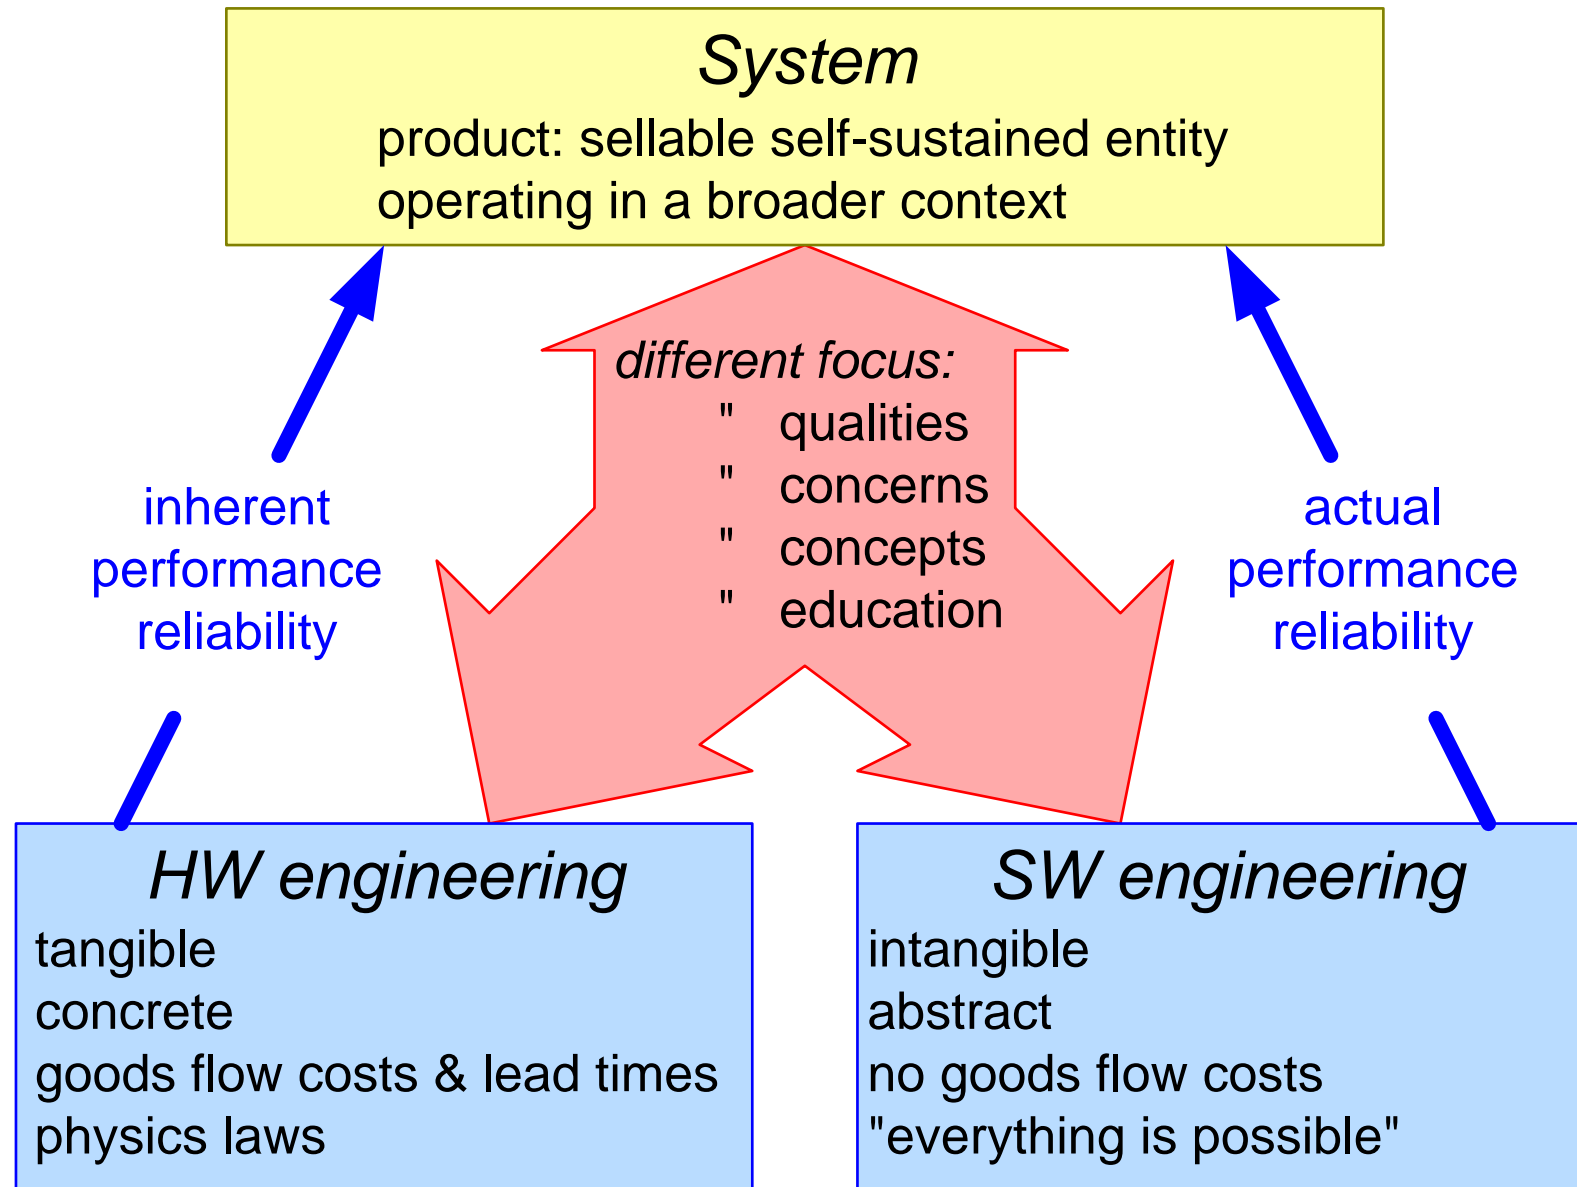 System
product: sellable self-sustained entity
operating in a broader context
different focus:
" qualities
" concerns
" concepts
" education
inherent
performance
reliability
actual
performance
reliability
HW engineering
tangible
concrete
goods flow costs & lead times
physics laws
SW engineering
intangible
abstract
no goods flow costs
"everything is possible"